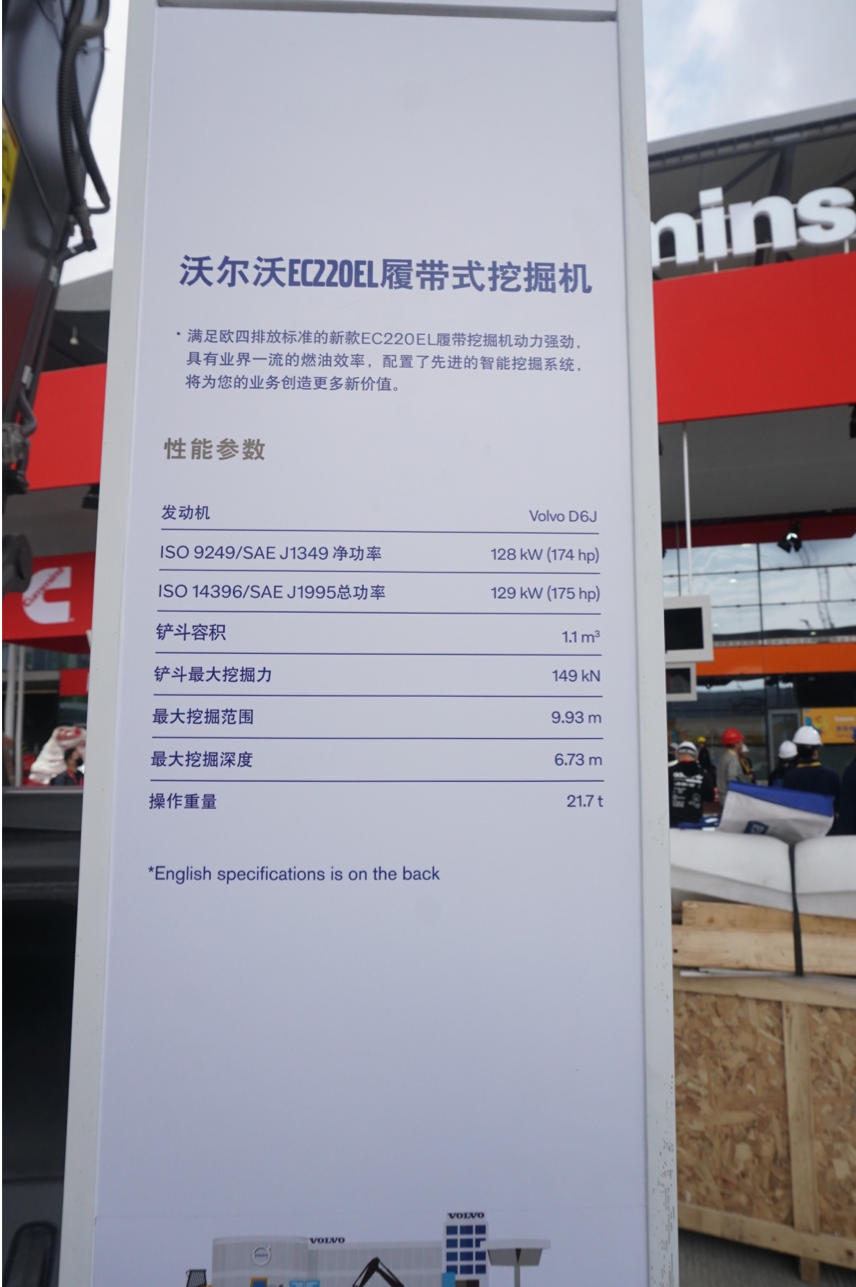 mins
沃尔沃EC220EL履带式挖掘机
· 满足欧四排放标准的新款EC220EL履带挖掘机动力强劲,
具有业界一流的燃油效率，配置了先进的智能挖掘系统,
将为您的业务创造更多新价值。
性能参数
发动机 Volvo D6J
ISO 9249/SAE J1349 净功率 128 kW (174 hp)
ISO 14396/SAE J1995总功率 129 kW (175 hp)
铲斗容积 1.1 m³
铲斗最大挖掘力 149 kN
最大挖掘范围 9.93 m
最大挖掘深度 6.73 m
操作重量 21.7 t
*English specifications is on the back
VOLVO
VOLVO